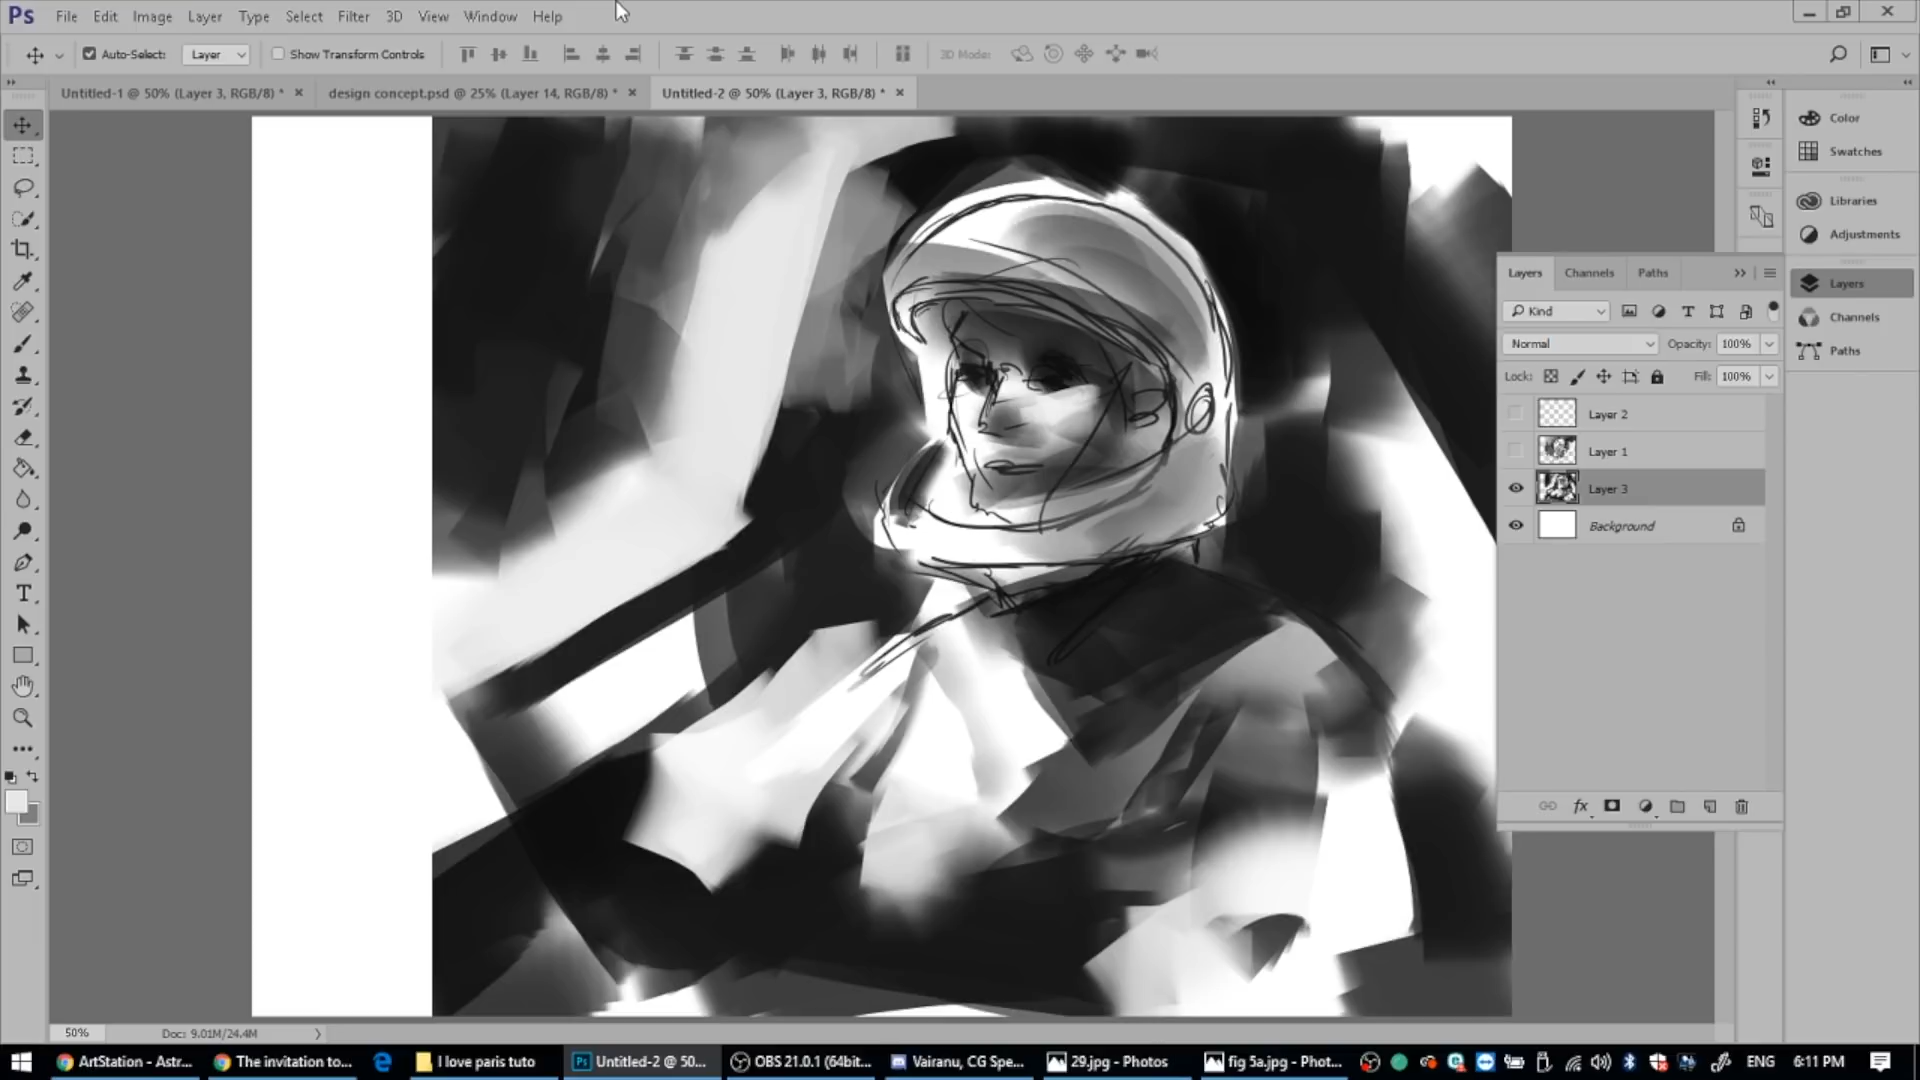 Ps File Edit Image Layer Type Select Filter 3D View Window Help
Auto-Select: Layer Show Transform Controls 3D Mode:
Untitled-1 @ 50% (Layer 3, RGB/8) * design concept.psd @ 25% (Layer 14, RGB/8) * Untitled-2 @ 50% (Layer 3, RGB/8) *
Color
Swatches
Libraries
Adjustments
Layers
Channels
Paths
Layers Channels Paths
Kind
Normal Opacity: 100%
Lock: Fill: 100%
Layer 2
Layer 1
Layer 3
Background
fx
50% Doc: 9.01M/24.4M
ArtStation - Astr... The invitation to... I love paris tuto Ps Untitled-2 @ 50... OBS 21.0.1 (64bit... Vairanu, CG Spe... 29.jpg - Photos fig 5a.jpg - Phot... ENG 6:11 PM